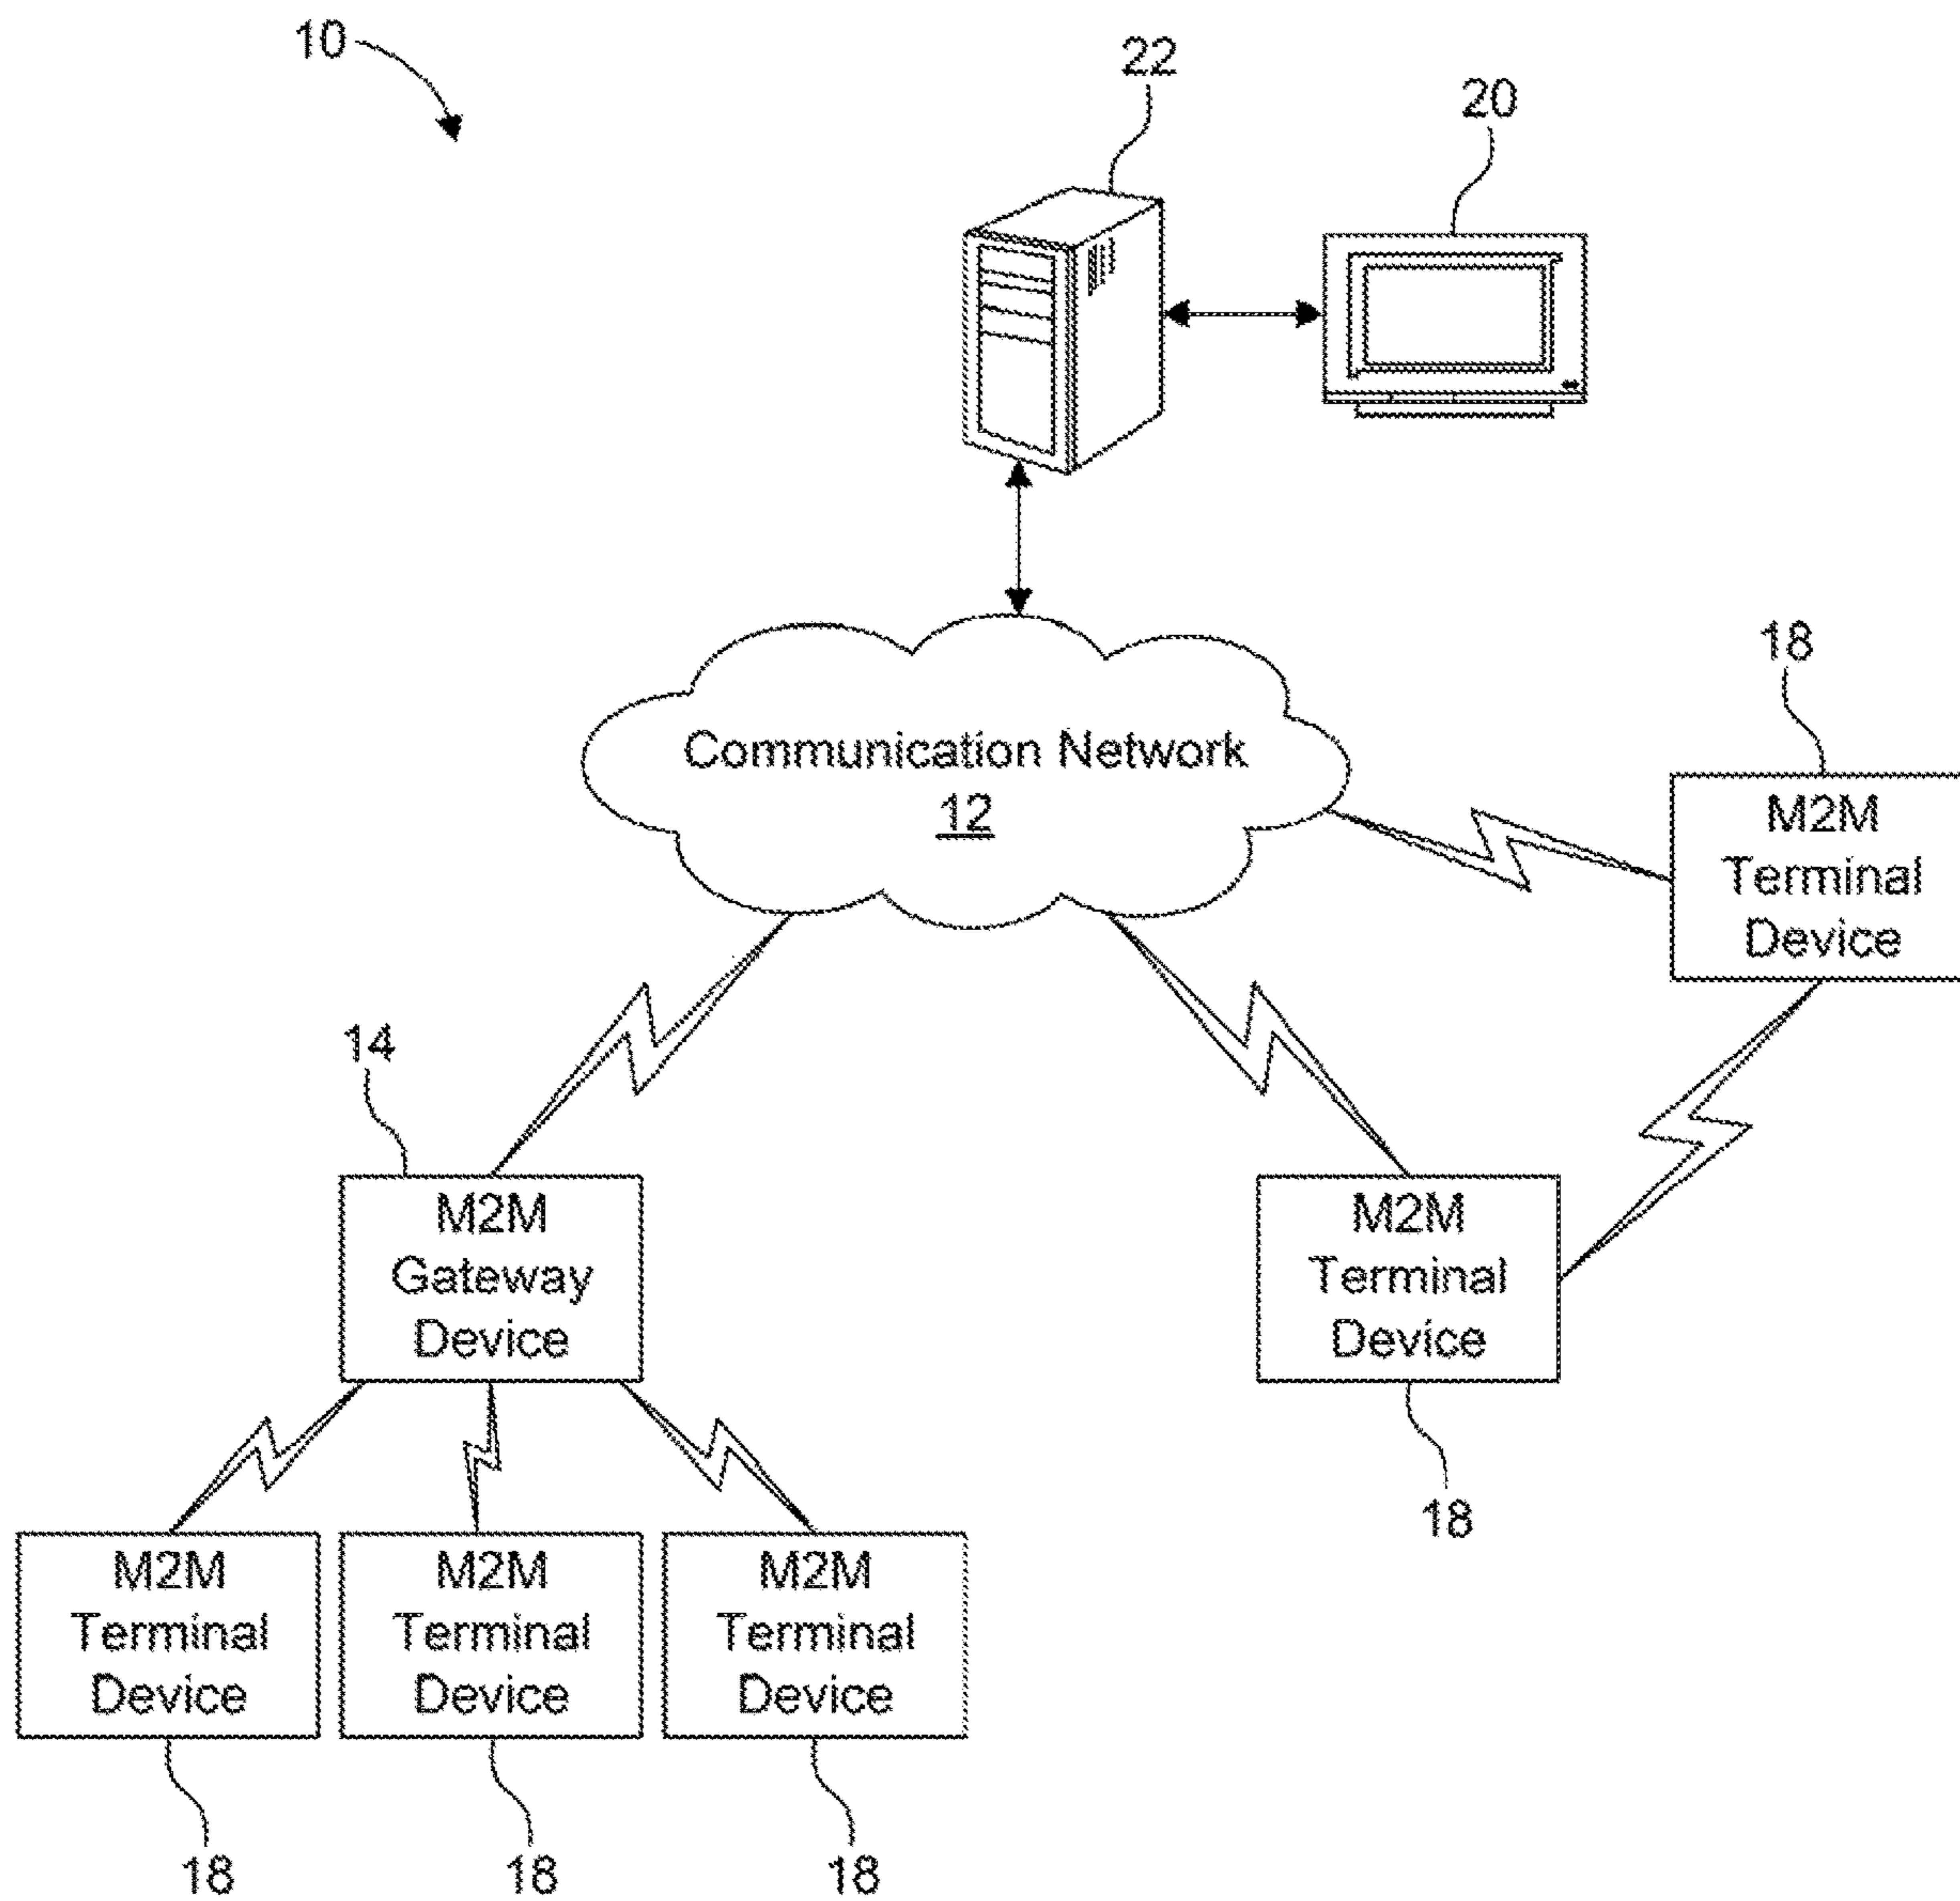 10
22
20
Communication Network
12
18
M2M
Terminal
Device
14
M2M
Gateway
Device
M2M
Terminal
Device
18
M2M
Terminal
Device
M2M
Terminal
Device
M2M
Terminal
Device
18
18
18